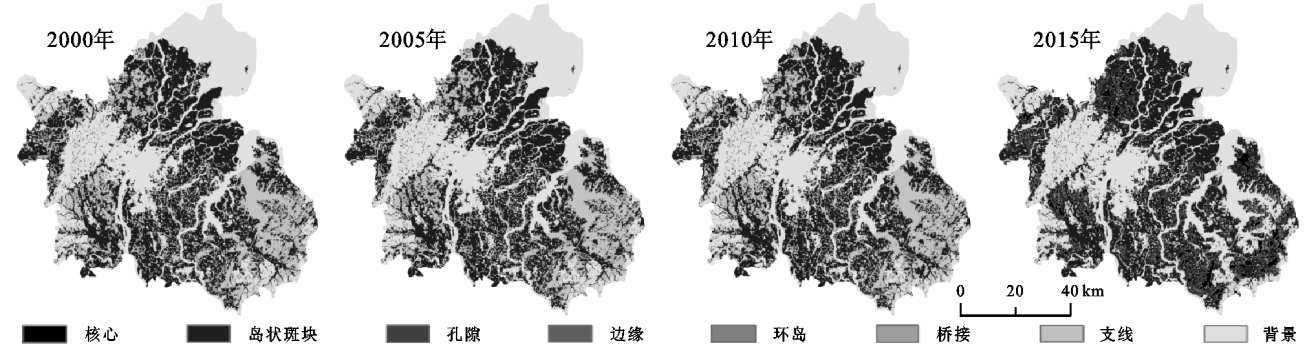 2000年 2005年 2010年 2015年
0 20 40 km
核心 岛状斑块 孔隙 边缘 环岛 桥接 支线 背景